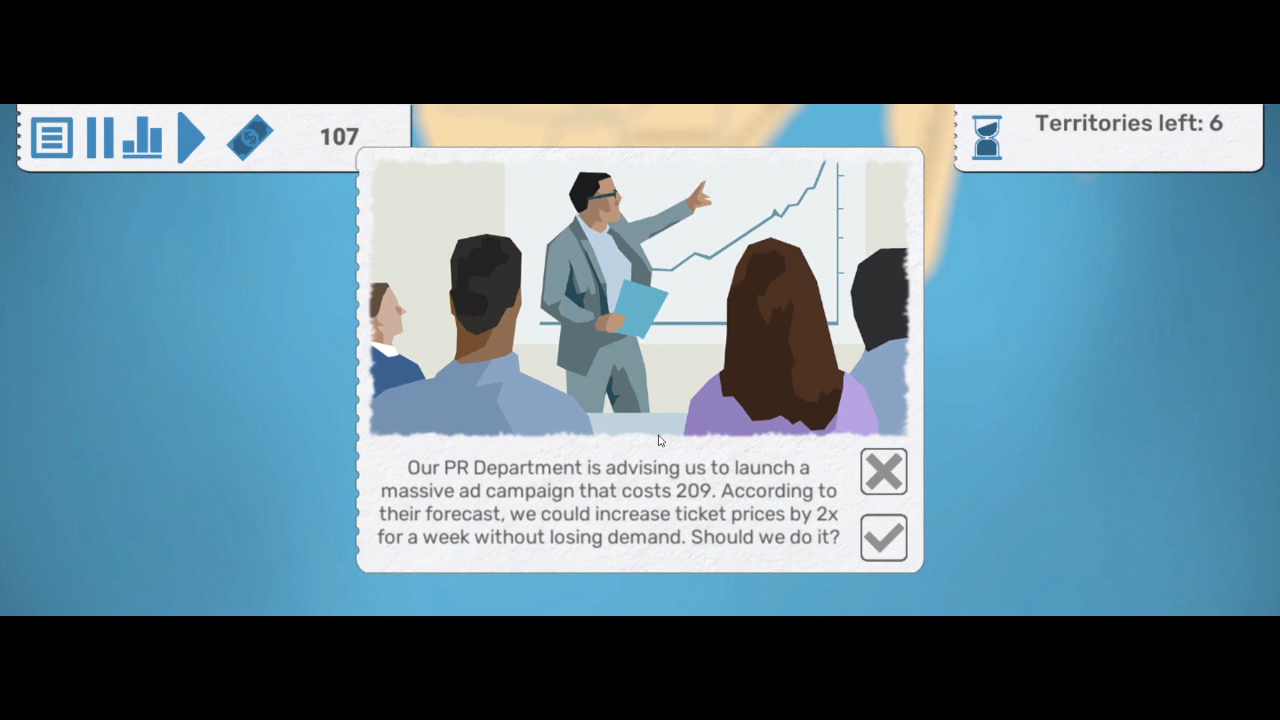 107
Territories left: 6
Our PR Department is advising us to launch a
massive ad campaign that costs 209. According to
their forecast, we could increase ticket prices by 2x
for a week without losing demand. Should we do it?